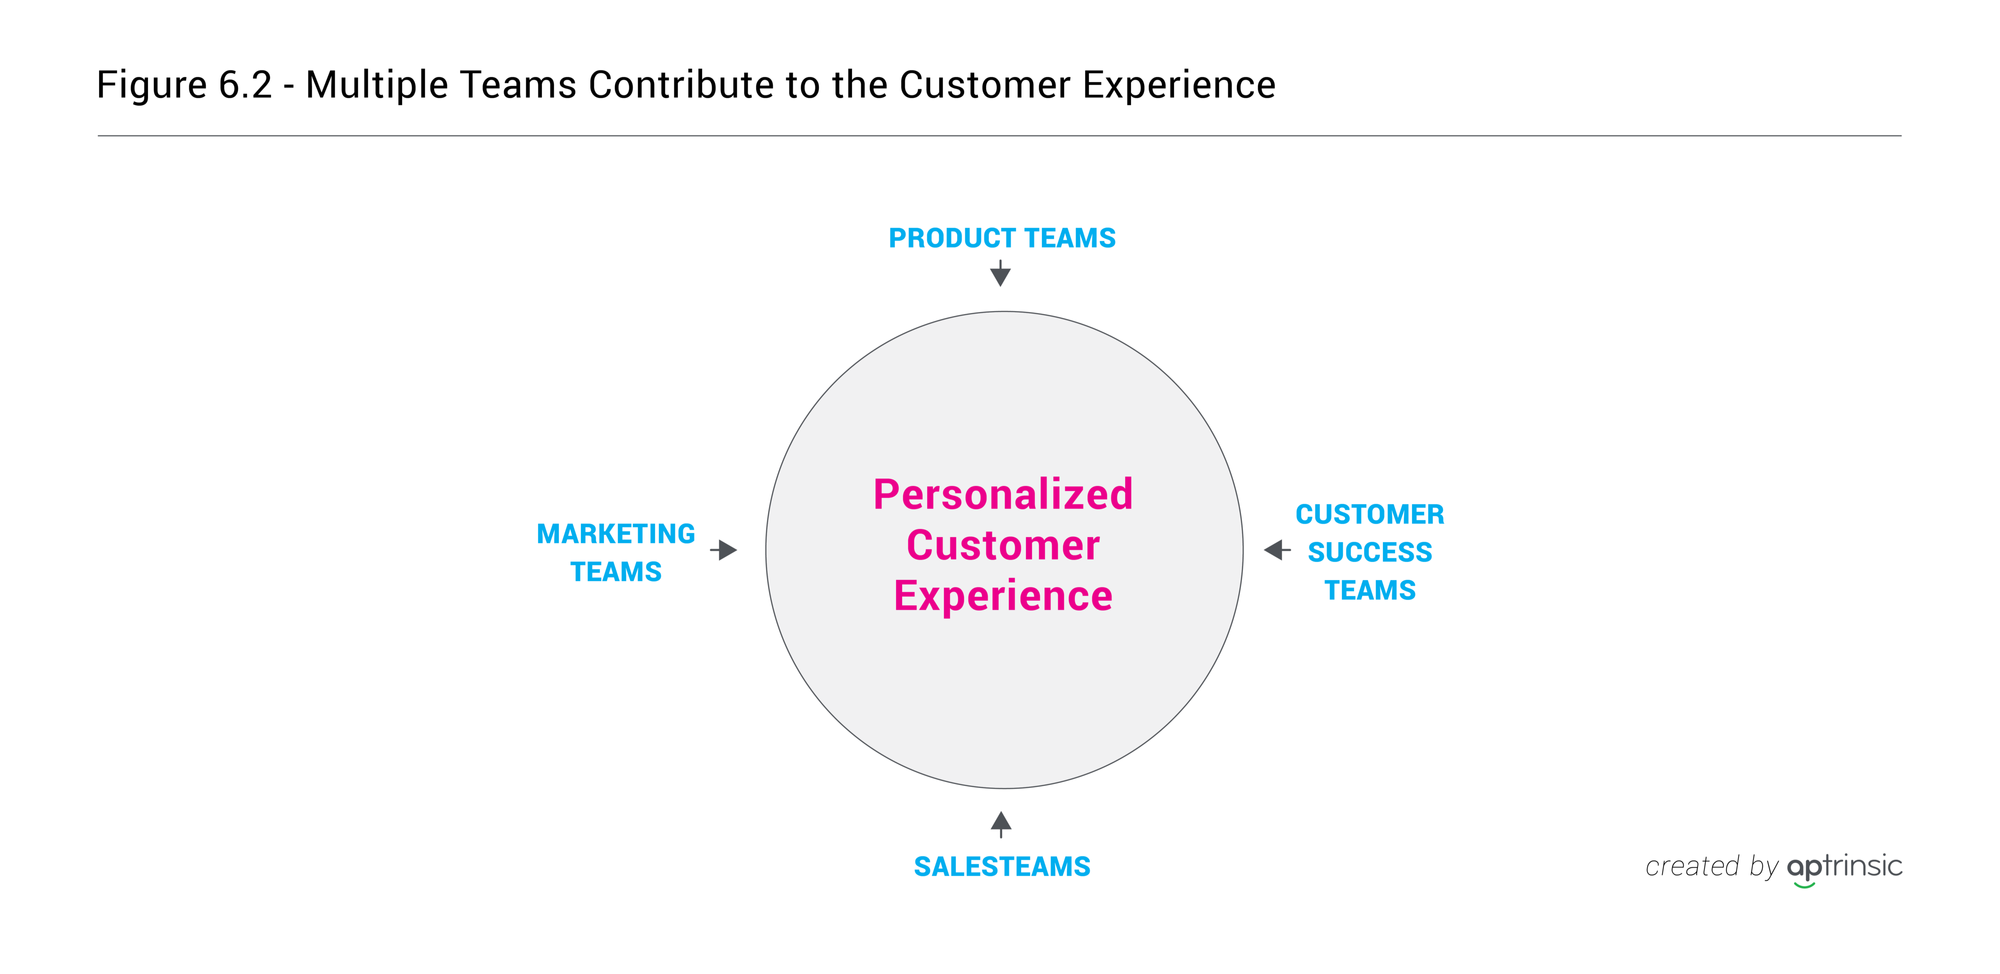 Figure 6.2 - Multiple Teams Contribute to the Customer Experience
PRODUCT TEAMS
MARKETING
TEAMS
Personalized
Customer
Experience
CUSTOMER
SUCCESS
TEAMS
SALESTEAMS
created by aptrinsic